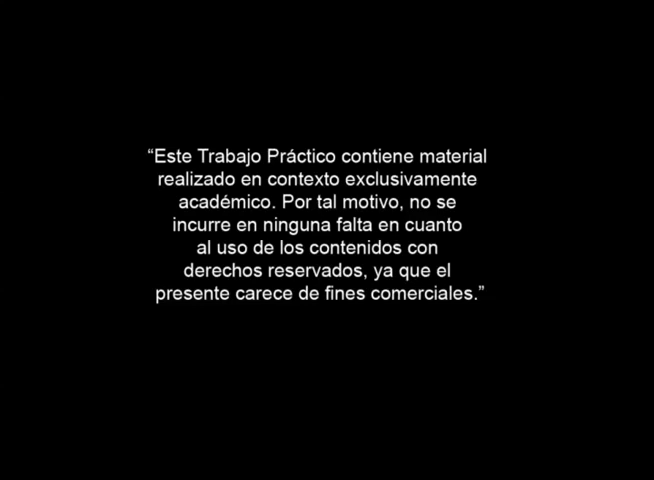 “Este Trabajo Práctico contiene material
realizado en contexto exclusivamente
académico. Por tal motivo, no se
incurre en ninguna falta en cuanto
al uso de los contenidos con
derechos reservados, ya que el
presente carece de fines comerciales.”